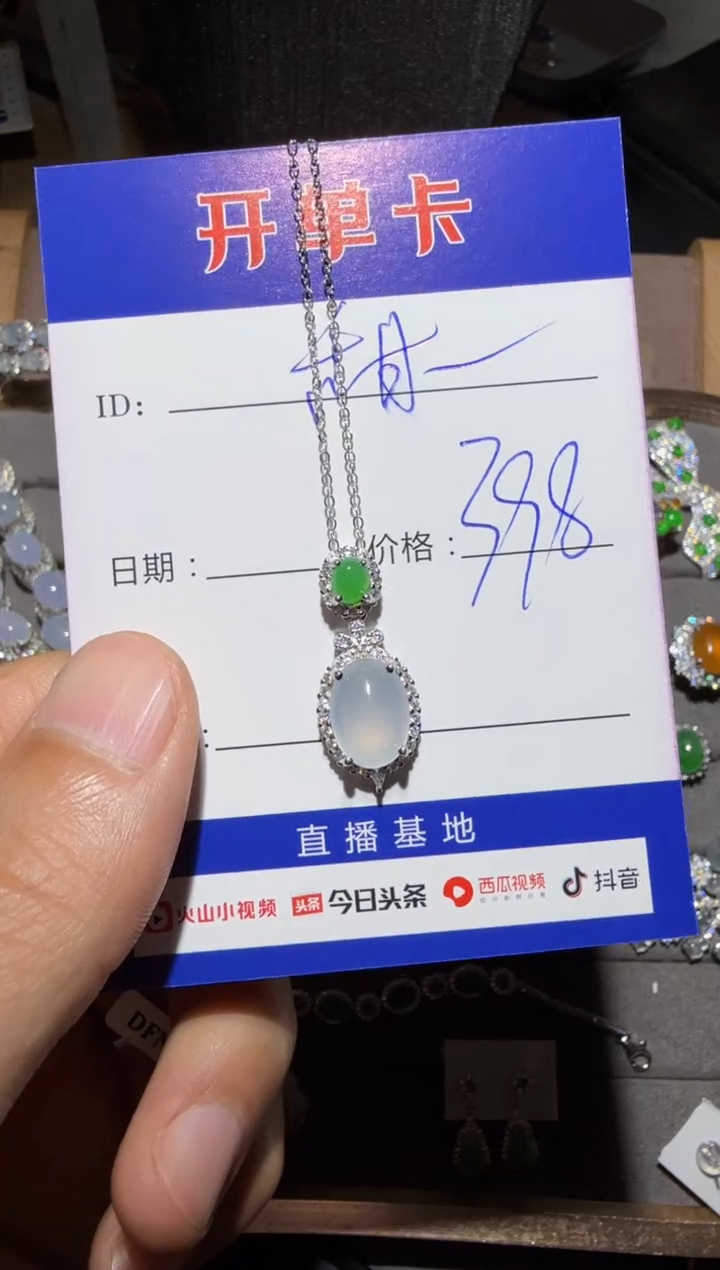 开单卡
ID:
日期：
价格：398
:
直播基地
火山小视频 头条 今日头条 西瓜视频 抖音
DF